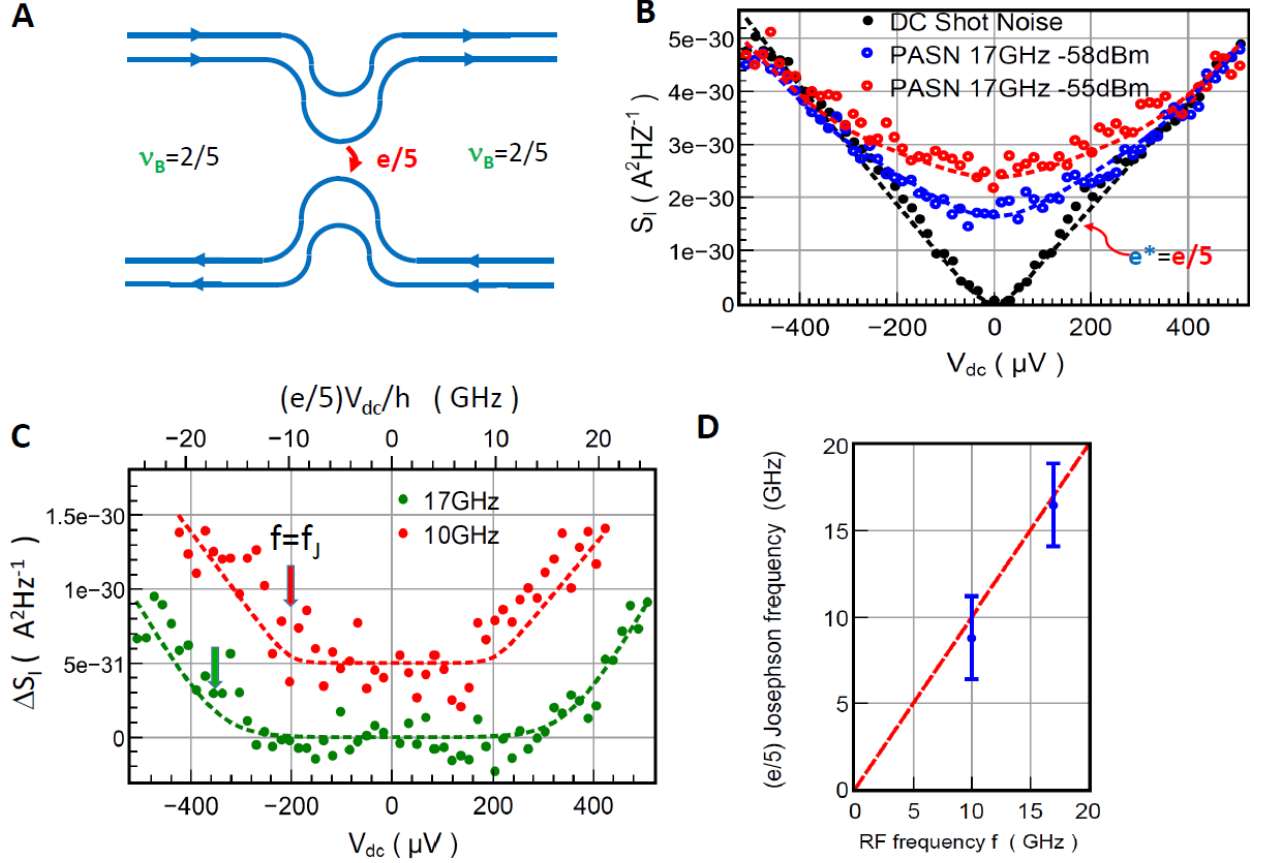 A
ν_B=2/5
e/5
ν_B=2/5
B
DC Shot Noise
PASN 17GHz -58dBm
PASN 17GHz -55dBm
S_I ( A²HZ⁻¹ )
5e-30
4e-30
3e-30
2e-30
1e-30
0
e*=e/5
−400
−200
0
200
400
V_dc ( µV )
C
(e/5)V_dc/h ( GHz )
−20
−10
0
10
20
17GHz
10GHz
f=f_J
ΔS_I ( A²Hz⁻¹ )
1.5e-30
1e-30
5e-31
0
−400
−200
0
200
400
V_dc ( µV )
D
(e/5) Josephson frequency (GHz)
20
15
10
5
0
0
5
10
15
20
RF frequency f ( GHz )